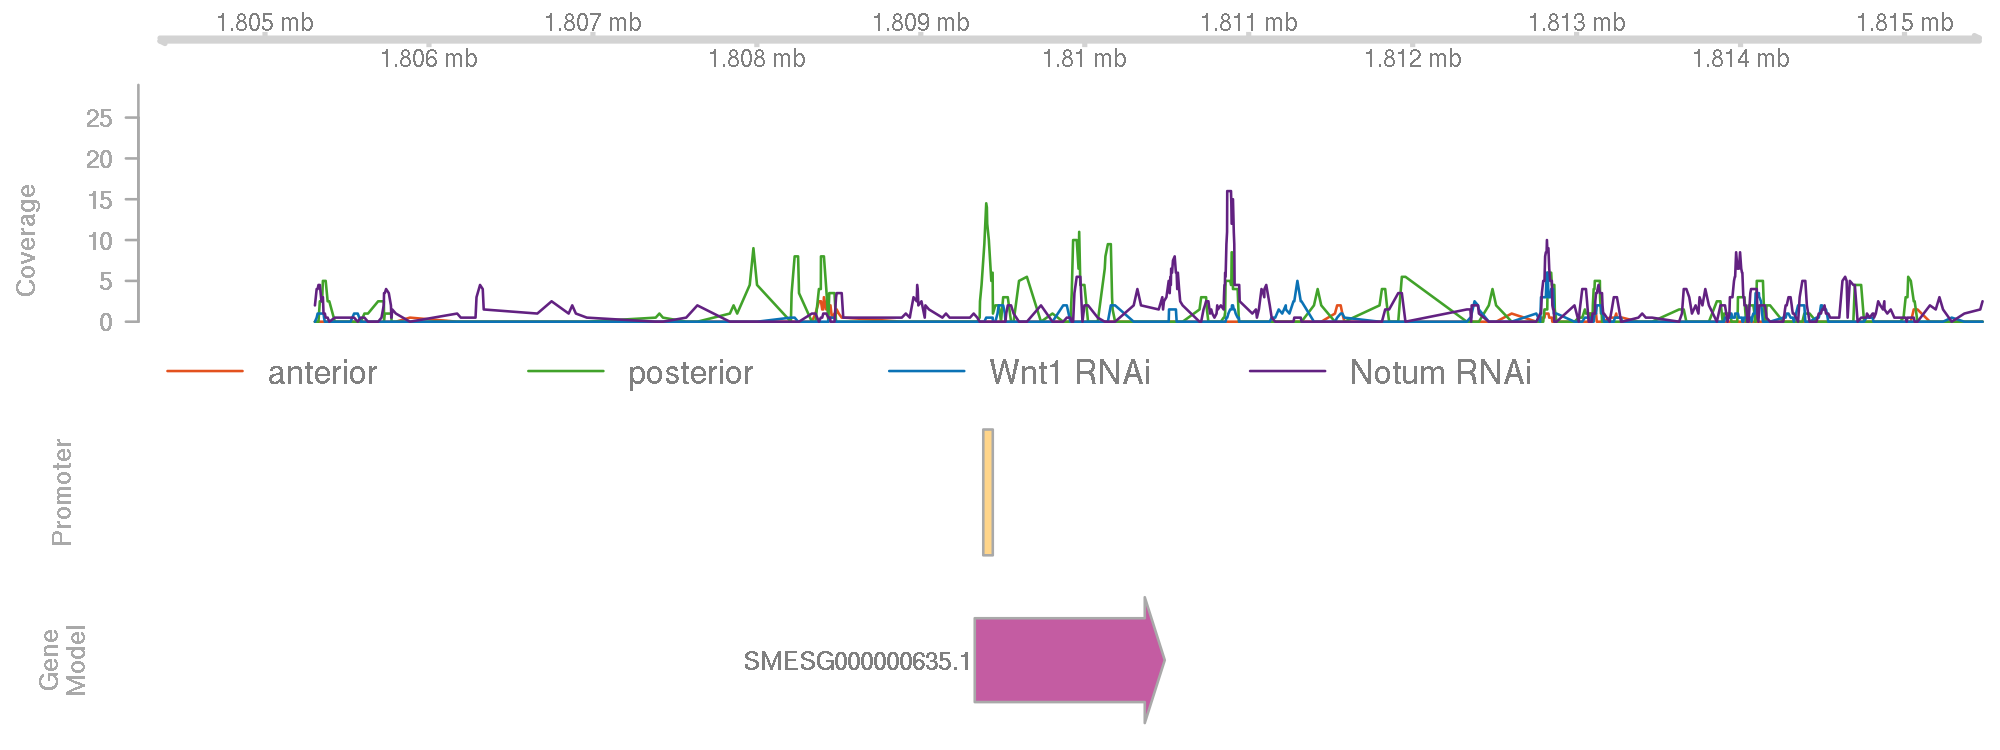 1.805 mb 1.807 mb 1.809 mb 1.811 mb 1.813 mb 1.815 mb
1.806 mb 1.808 mb 1.81 mb 1.812 mb 1.814 mb
Coverage
25
20
15
10
5
0
anterior posterior Wnt1 RNAi Notum RNAi
Promoter
Gene
Model
SMESG000000635.1